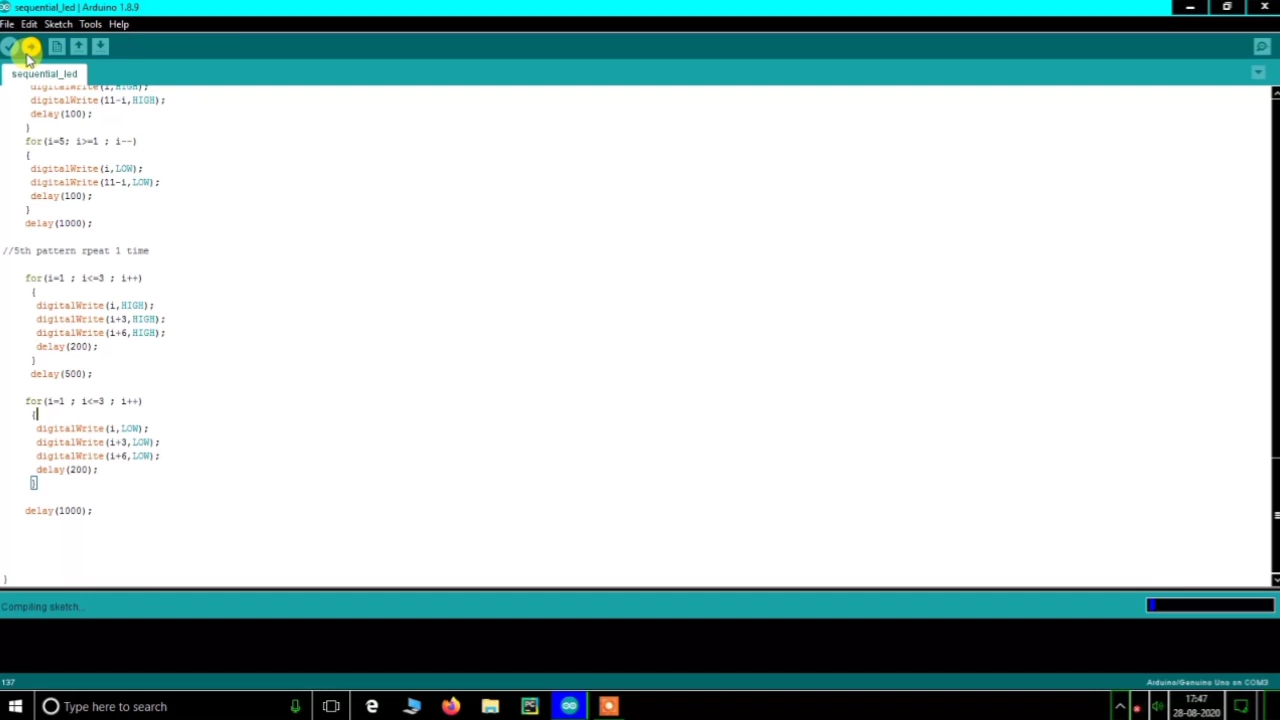 sequential_led | Arduino 1.8.9
File Edit Sketch Tools Help
sequential_led
digitalWrite(i,HIGH);
digitalWrite(11-i,HIGH);
delay(100);
}
for(i=5; i>=1 ; i--)
{
digitalWrite(i,LOW);
digitalWrite(11-i,LOW);
delay(100);
}
delay(1000);
//5th pattern rpeat 1 time
for(i=1 ; i<=3 ; i++)
{
digitalWrite(i,HIGH);
digitalWrite(i+3,HIGH);
digitalWrite(i+6,HIGH);
delay(200);
}
delay(500);
for(i=1 ; i<=3 ; i++)
{
digitalWrite(i,LOW);
digitalWrite(i+3,LOW);
digitalWrite(i+6,LOW);
delay(200);
}
delay(1000);
}
Compiling sketch...
137
Arduino/Genuino Uno on COM3
Type here to search
17:47
28-08-2020